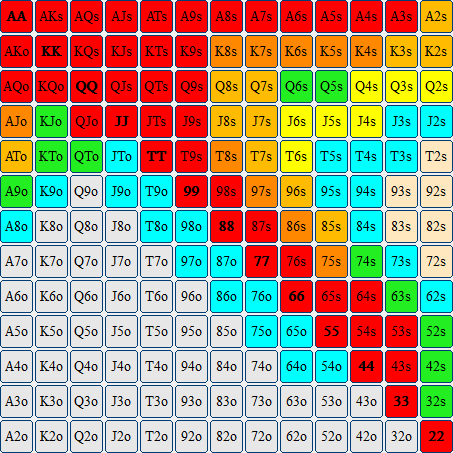 AA AKs AQs AJs ATs A9s A8s A7s A6s A5s A4s A3s A2s
AKo KK KQs KJs KTs K9s K8s K7s K6s K5s K4s K3s K2s
AQo KQo QQ QJs QTs Q9s Q8s Q7s Q6s Q5s Q4s Q3s Q2s
AJo KJo QJo JJ JTs J9s J8s J7s J6s J5s J4s J3s J2s
ATo KTo QTo JTo TT T9s T8s T7s T6s T5s T4s T3s T2s
A9o K9o Q9o J9o T9o 99 98s 97s 96s 95s 94s 93s 92s
A8o K8o Q8o J8o T8o 98o 88 87s 86s 85s 84s 83s 82s
A7o K7o Q7o J7o T7o 97o 87o 77 76s 75s 74s 73s 72s
A6o K6o Q6o J6o T6o 96o 86o 76o 66 65s 64s 63s 62s
A5o K5o Q5o J5o T5o 95o 85o 75o 65o 55 54s 53s 52s
A4o K4o Q4o J4o T4o 94o 84o 74o 64o 54o 44 43s 42s
A3o K3o Q3o J3o T3o 93o 83o 73o 63o 53o 43o 33 32s
A2o K2o Q2o J2o T2o 92o 82o 72o 62o 52o 42o 32o 22